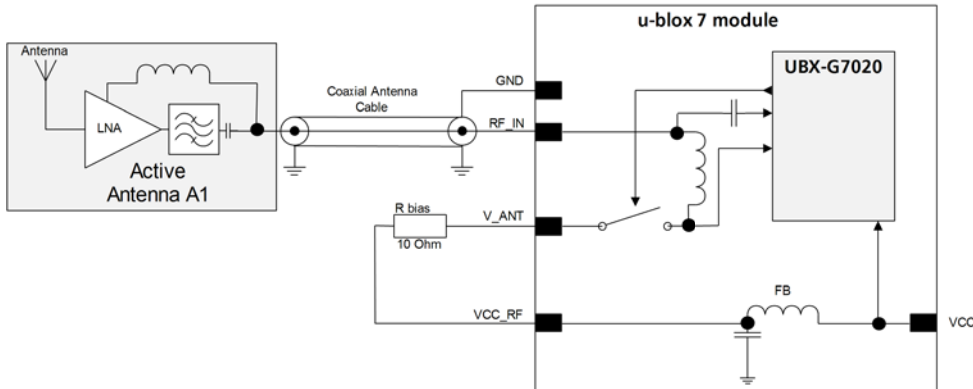 u-blox 7 module
Antenna
LNA
Active
Antenna A1
Coaxial Antenna
Cable
GND
RF_IN
UBX-G7020
R bias
10 Ohm
V_ANT
VCC_RF
FB
VCC